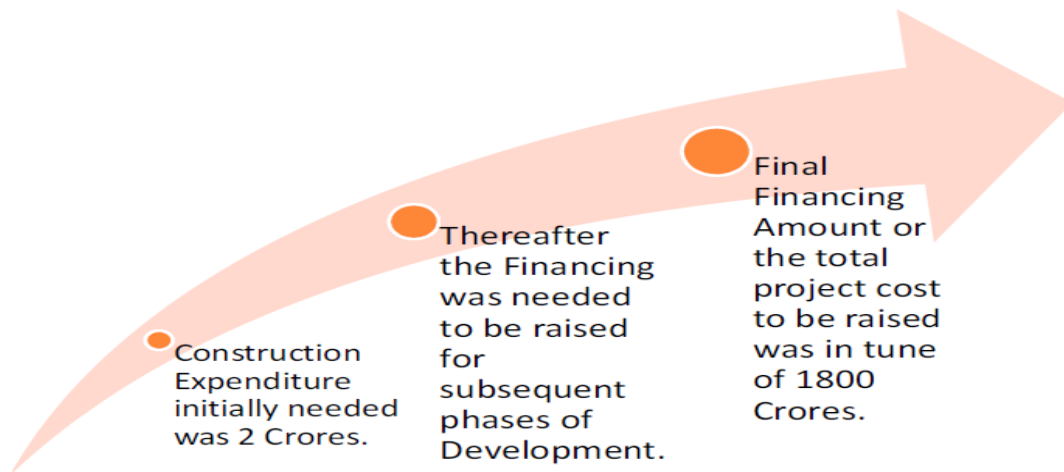 Construction
Expenditure
initially needed
was 2 Crores.
Thereafter
the Financing
was needed
to be raised
for
subsequent
phases of
Development.
Final
Financing
Amount or
the total
project cost
to be raised
was in tune
of 1800
Crores.